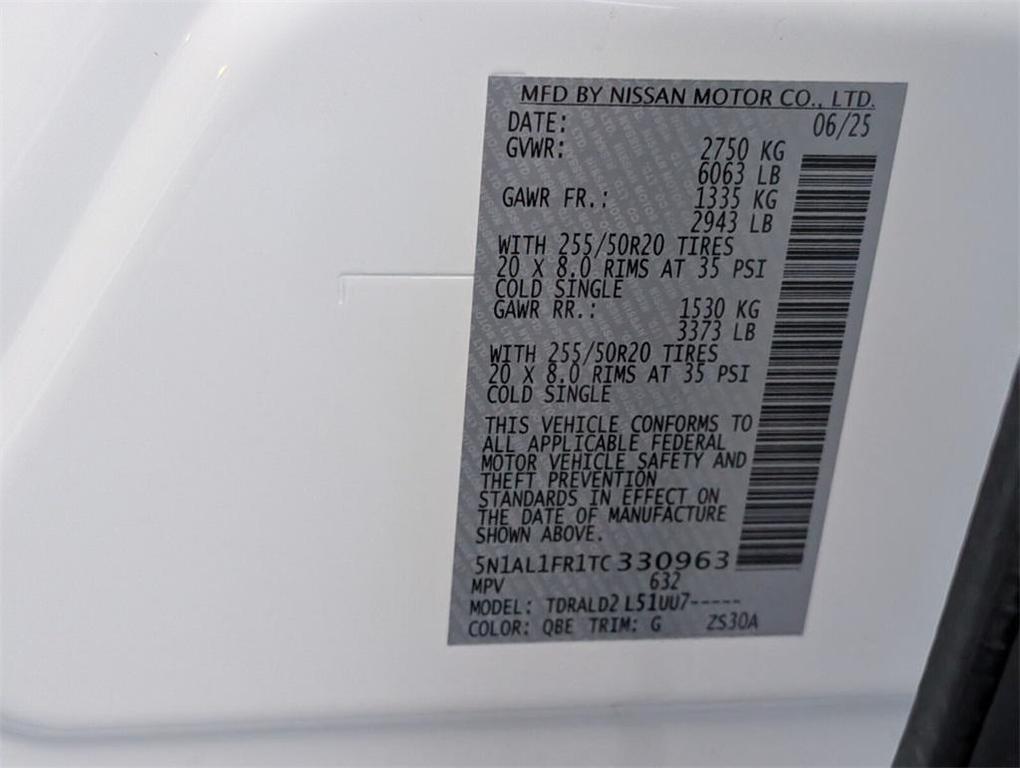 MFD BY NISSAN MOTOR CO., LTD.
DATE: 06/25
GVWR: 2750 KG
6063 LB
GAWR FR.: 1335 KG
2943 LB
WITH 255/50R20 TIRES
20 X 8.0 RIMS AT 35 PSI
COLD SINGLE
GAWR RR.: 1530 KG
3373 LB
WITH 255/50R20 TIRES
20 X 8.0 RIMS AT 35 PSI
COLD SINGLE
THIS VEHICLE CONFORMS TO
ALL APPLICABLE FEDERAL
MOTOR VEHICLE SAFETY AND
THEFT PREVENTION
STANDARDS IN EFFECT ON
THE DATE OF MANUFACTURE
SHOWN ABOVE.
5N1AL1FR1TC330963
MPV 632
MODEL: TDRALD2 L51UU7-----
COLOR: QBE TRIM: G ZS30A